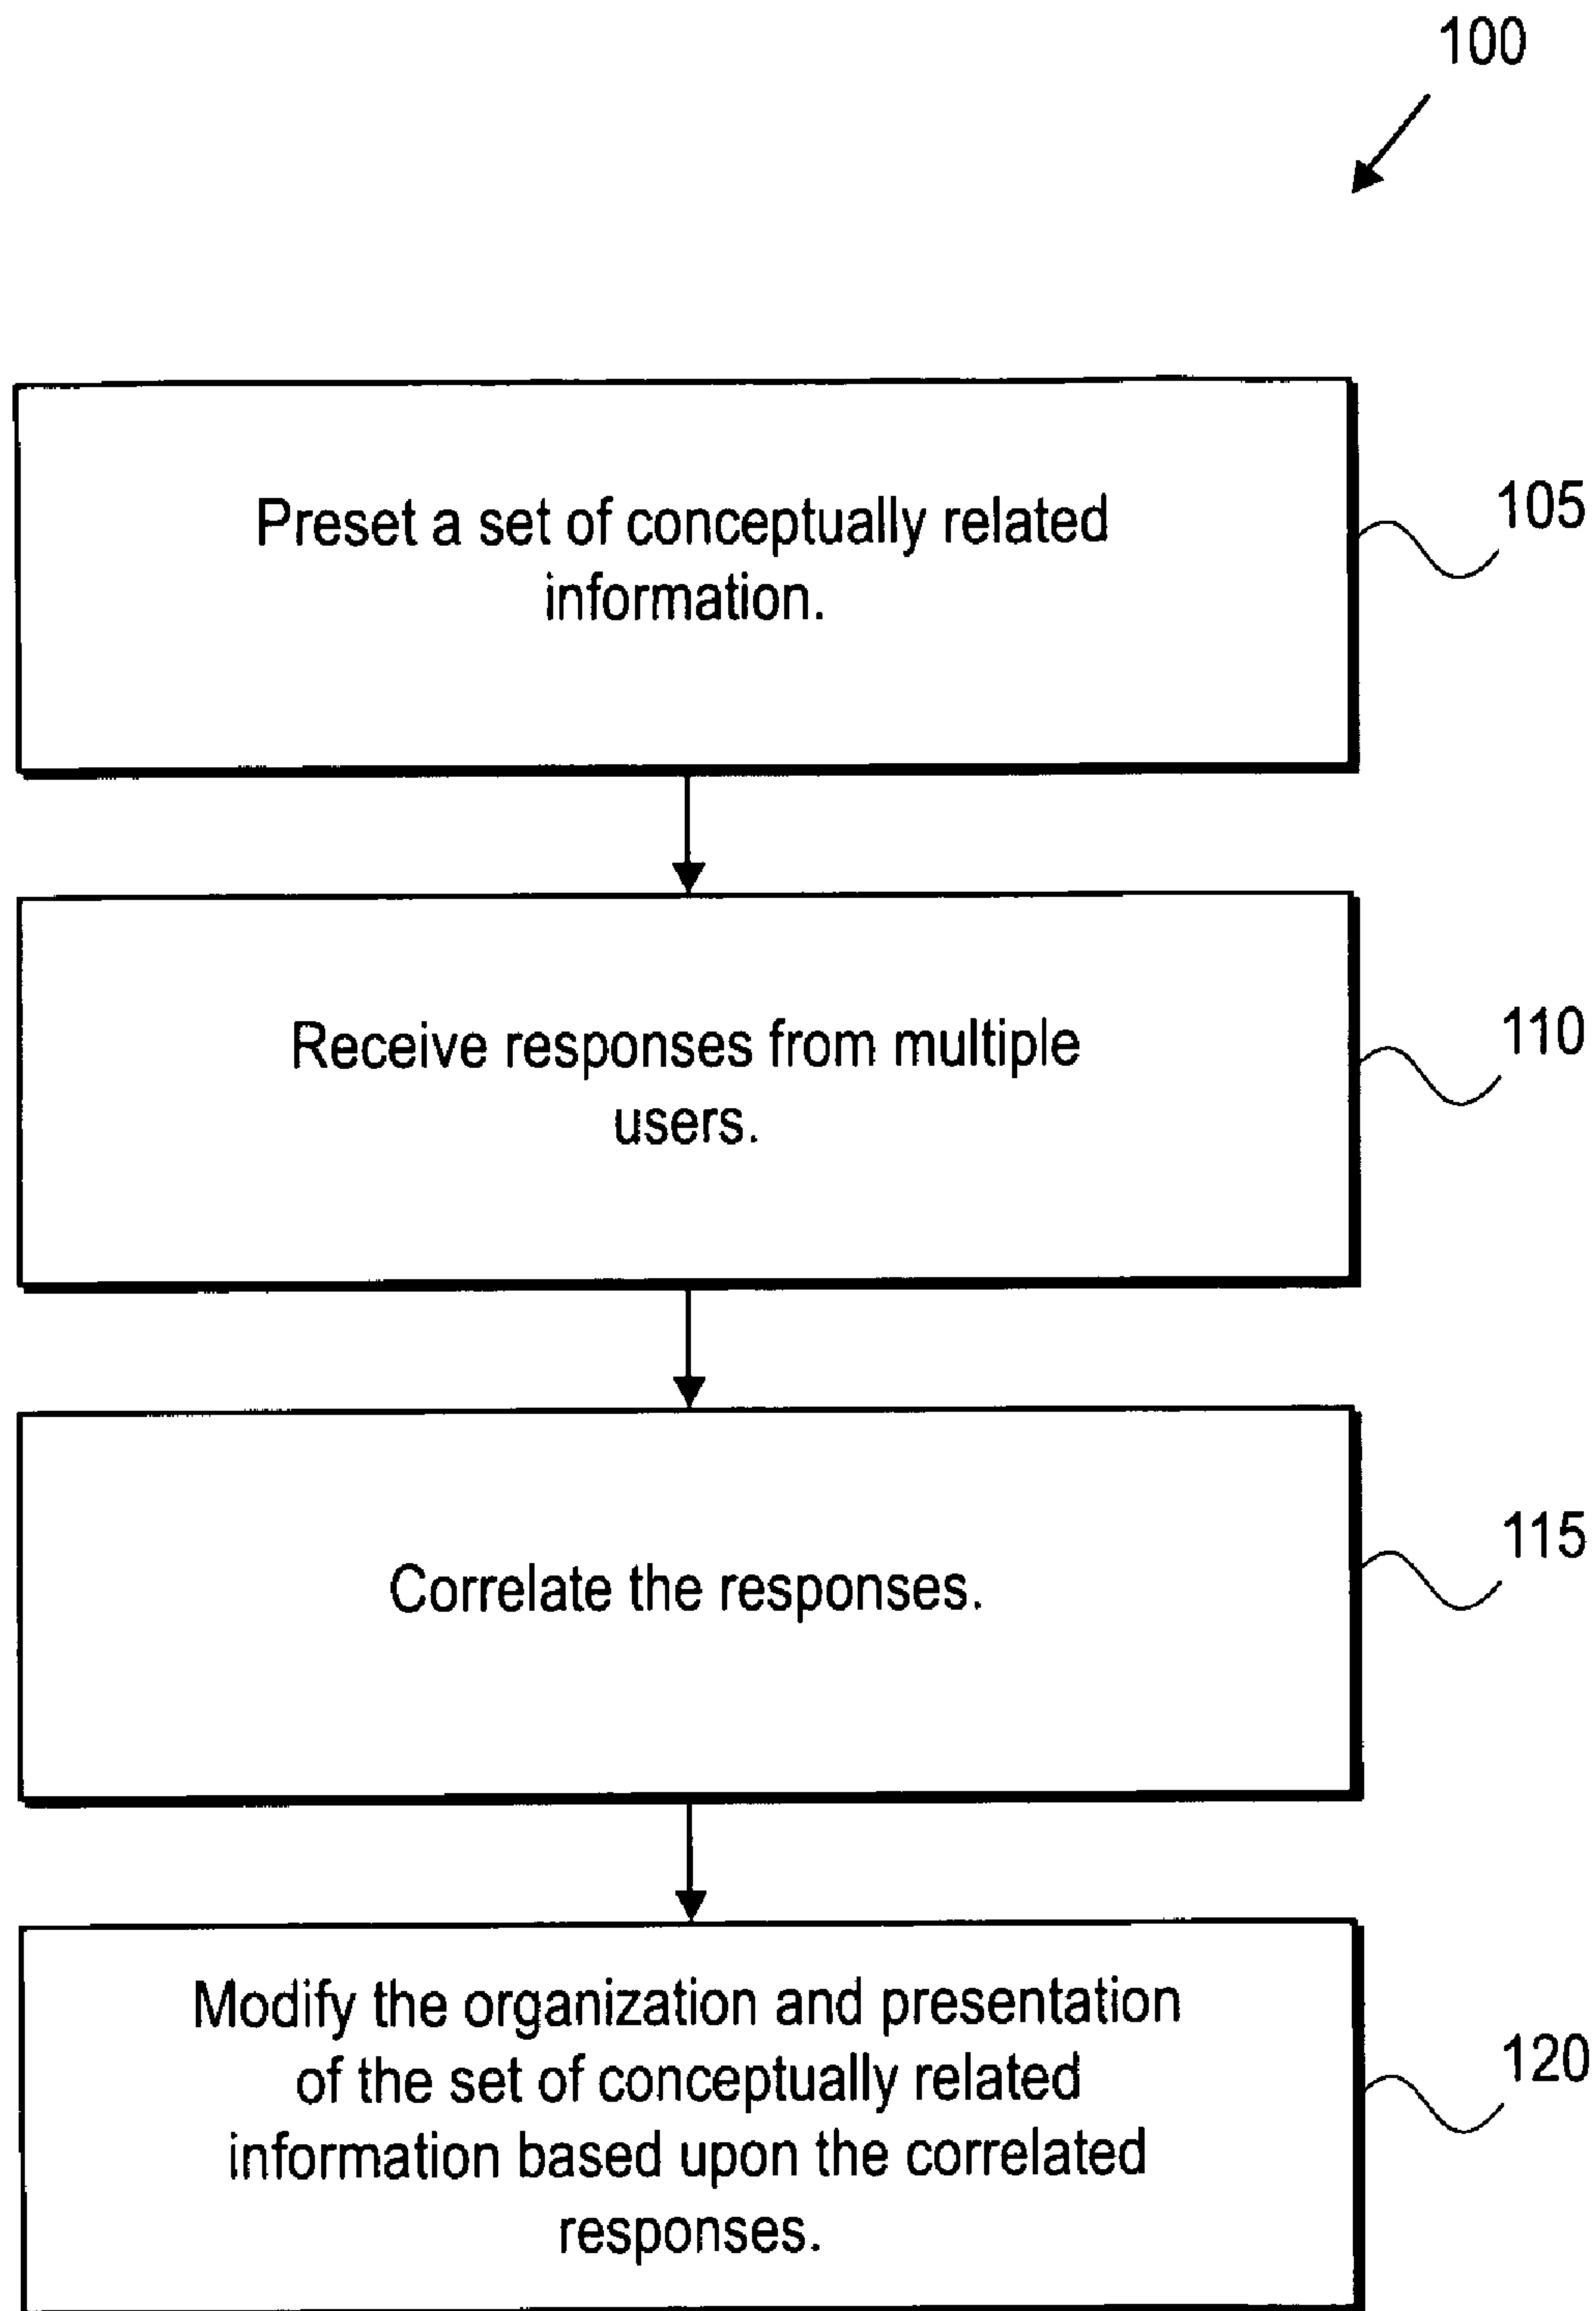 100
Preset a set of conceptually related
information.
105
Receive responses from multiple
users.
110
Correlate the responses.
115
Modify the organization and presentation
of the set of conceptually related
information based upon the correlated
responses.
120